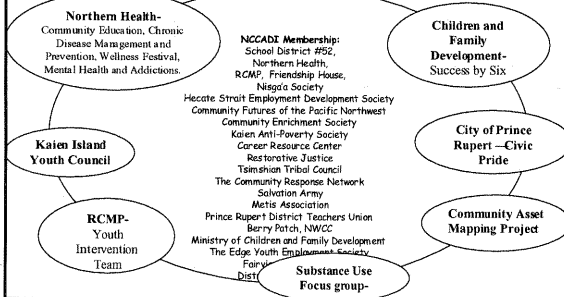 Northern Health-
Community Education, Chronic
Disease Management and
Prevention, Wellness Festival,
Mental Health and Addictions.
NCCADI Membership:
School District #52,
Northern Health,
RCMP, Friendship House,
Nisga'a Society
Hecate Strait Employment Development Society
Community Futures of the Pacific Northwest
Community Enrichment Society
Kaien Anti-Poverty Society
Career Resource Center
Restorative Justice
Tsimshian Tribal Council
The Community Response Network
Salvation Army
Metis Association
Prince Rupert District Teachers Union
Berry Patch, NWCC
Ministry of Children and Family Development
The Edge Youth Employment Society
Children and
Family
Development-
Success by Six
City of Prince
Rupert —Civic
Pride
Community Asset
Mapping Project
Substance Use
Focus group-
RCMP-
Youth
Intervention
Team
Kaien Island
Youth Council